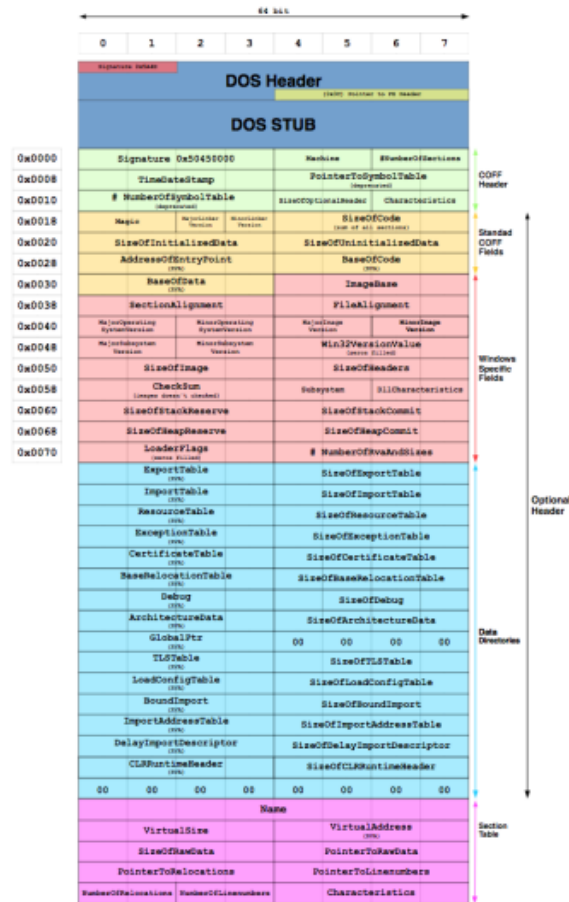 64 bit
0 1 2 3 4 5 6 7
Signature 0x5A4D
DOS Header
[0x3C] Pointer to PE Header
DOS STUB
0x0000 Signature 0x50450000 Machine #NumberOfSections
COFF Header
0x0008 TimeDateStamp PointerToSymbolTable (deprecated)
0x0010 # NumberOfSymbolTable (deprecated) SizeOfOptionalHeader Characteristics
0x0018 Magic MajorLinker Version MinorLinker Version SizeOfCode (sum of all sections)
Standad COFF Fields
0x0020 SizeOfInitializedData SizeOfUninitializedData
0x0028 AddressOfEntryPoint (RVA) BaseOfCode (RVA)
0x0030 BaseOfData (RVA) ImageBase
0x0038 SectionAlignment FileAlignment
0x0040 MajorOperating SystemVersion MinorOperating SystemVersion MajorImage Version MinorImage Version
0x0048 MajorSubsystem Version MinorSubsystem Version Win32VersionValue (zeros filled)
Windows Specific Fields
0x0050 SizeOfImage SizeOfHeaders
0x0058 CheckSum (images doesn't checked) Subsystem DllCharacteristics
0x0060 SizeOfStackReserve SizeOfStackCommit
0x0068 SizeOfHeapReserve SizeOfHeapCommit
0x0070 LoaderFlags (zeros filled) # NumberOfRvaAndSizes
ExportTable (RVA) SizeOfExportTable
ImportTable (RVA) SizeOfImportTable
Optional Header
ResourceTable (RVA) SizeOfResourceTable
ExceptionTable (RVA) SizeOfExceptionTable
CertificateTable (RVA) SizeOfCertificateTable
BaseRelocationTable (RVA) SizeOfBaseRelocationTable
Debug (RVA) SizeOfDebug
ArchitectureData (RVA) SizeOfArchitectureData
Data Directories
GlobalPtr (RVA) 00 00 00 00
TLSTable (RVA) SizeOfTLSTable
LoadConfigTable (RVA) SizeOfLoadConfigTable
BoundImport (RVA) SizeOfBoundImport
ImportAddressTable (RVA) SizeOfImportAddressTable
DelayImportDescriptor (RVA) SizeOfDelayImportDescriptor
CLRRuntimeHeader (RVA) SizeOfCLRRuntimeHeader
00 00 00 00 00 00 00 00
Name
VirtualSize VirtualAddress (RVA)
Section Table
SizeOfRawData PointerToRawData
PointerToRelocations PointerToLinenumbers
NumberOfRelocations NumberOfLinenumbers Characteristics